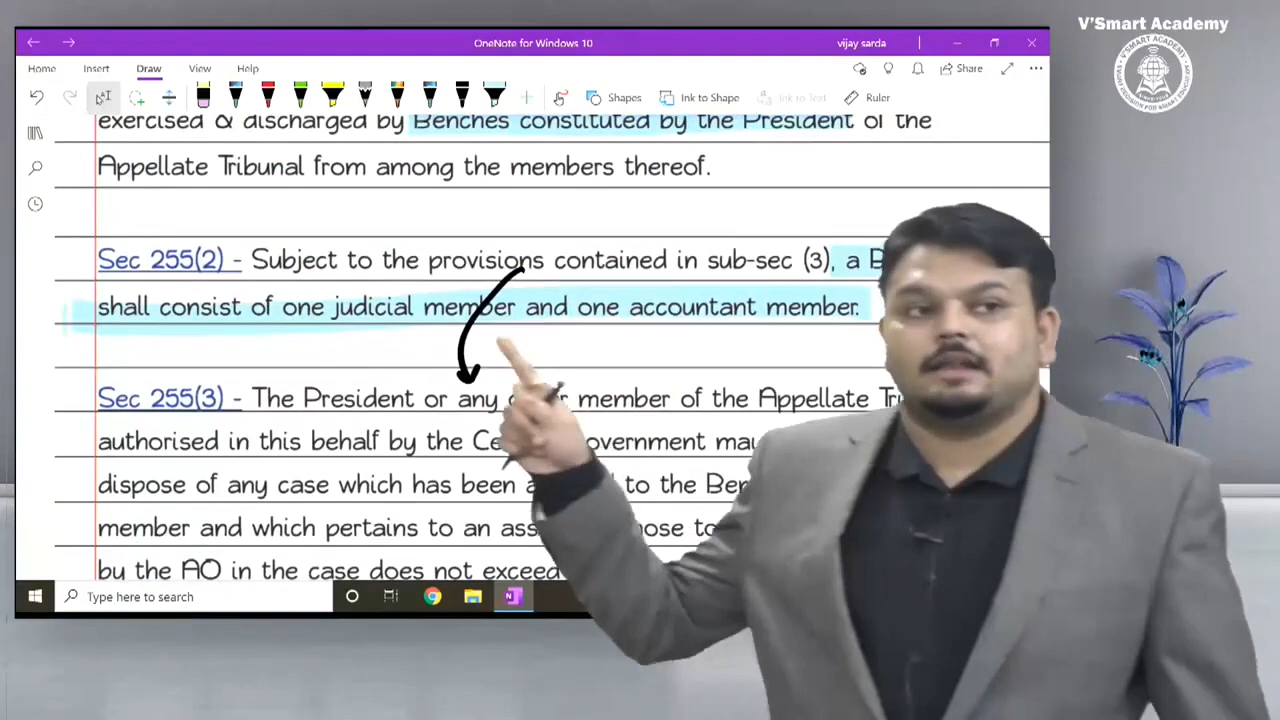 V'Smart Academy
OneNote for Windows 10
vijay sarda
Home Insert Draw View Help
Share
Shapes Ink to Shape Ink to Text Ruler
exercised & discharged by Benches constituted by the President of the
Appellate Tribunal from among the members thereof.
Sec 255(2) - Subject to the provisions contained in sub-sec (3), a
shall consist of one judicial member and one accountant member.
Sec 255(3) - The President or any member of the Appellate
authorised in this behalf by the
dispose of any case which has been to the
member and which pertains to an
by the AO in the case does not exceed
Type here to search